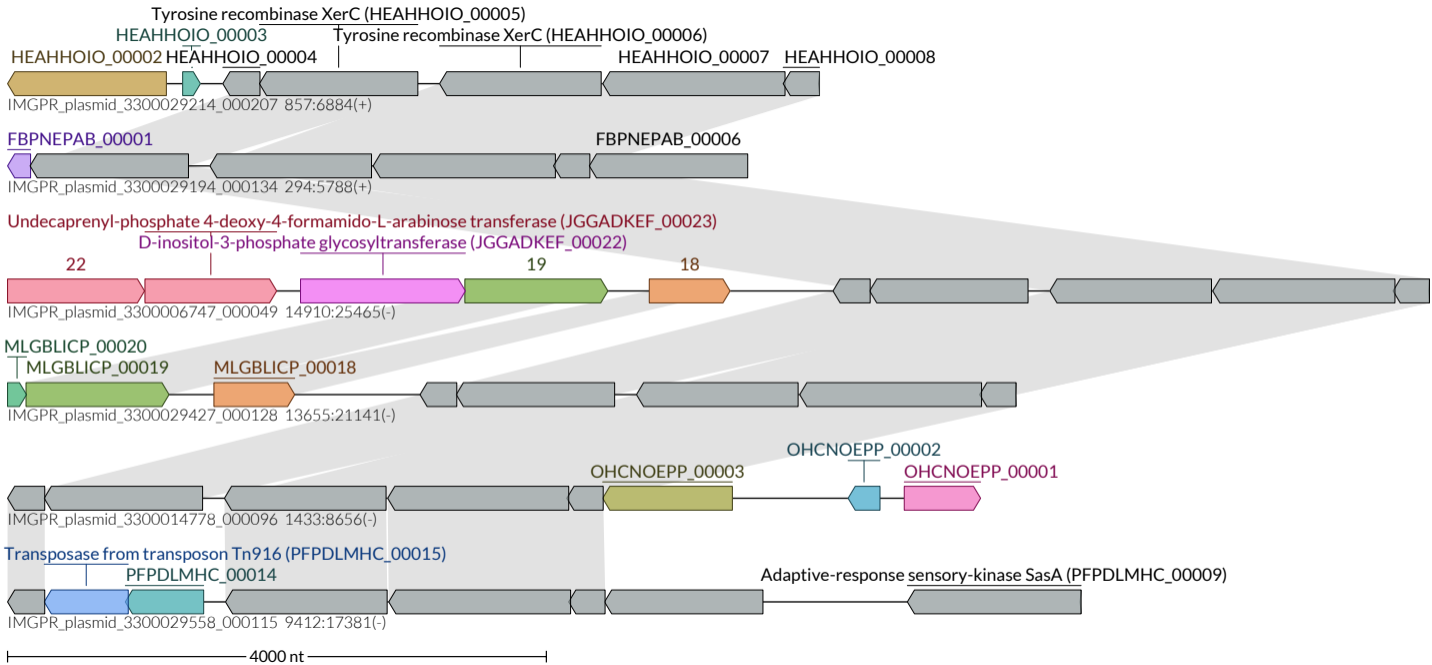 Tyrosine recombinase XerC (HEAHHOIO_00005)
HEAHHOIO_00003 Tyrosine recombinase XerC (HEAHHOIO_00006)
HEAHHOIO_00002 HEAHHOIO_00004 HEAHHOIO_00007 HEAHHOIO_00008
IMGPR_plasmid_3300029214_000207 857:6884(+)
FBPNEPAB_00001 FBPNEPAB_00006
IMGPR_plasmid_3300029194_000134 294:5788(+)
Undecaprenyl-phosphate 4-deoxy-4-formamido-L-arabinose transferase (JGGADKEF_00023)
D-inositol-3-phosphate glycosyltransferase (JGGADKEF_00022)
22 19 18
IMGPR_plasmid_3300006747_000049 14910:25465(-)
MLGBLICP_00020
MLGBLICP_00019 MLGBLICP_00018
IMGPR_plasmid_3300029427_000128 13655:21141(-)
OHCNOEPP_00002
OHCNOEPP_00003 OHCNOEPP_00001
IMGPR_plasmid_3300014778_000096 1433:8656(-)
Transposase from transposon Tn916 (PFPDLMHC_00015)
PFPDLMHC_00014 Adaptive-response sensory-kinase SasA (PFPDLMHC_00009)
IMGPR_plasmid_3300029558_000115 9412:17381(-)
4000 nt